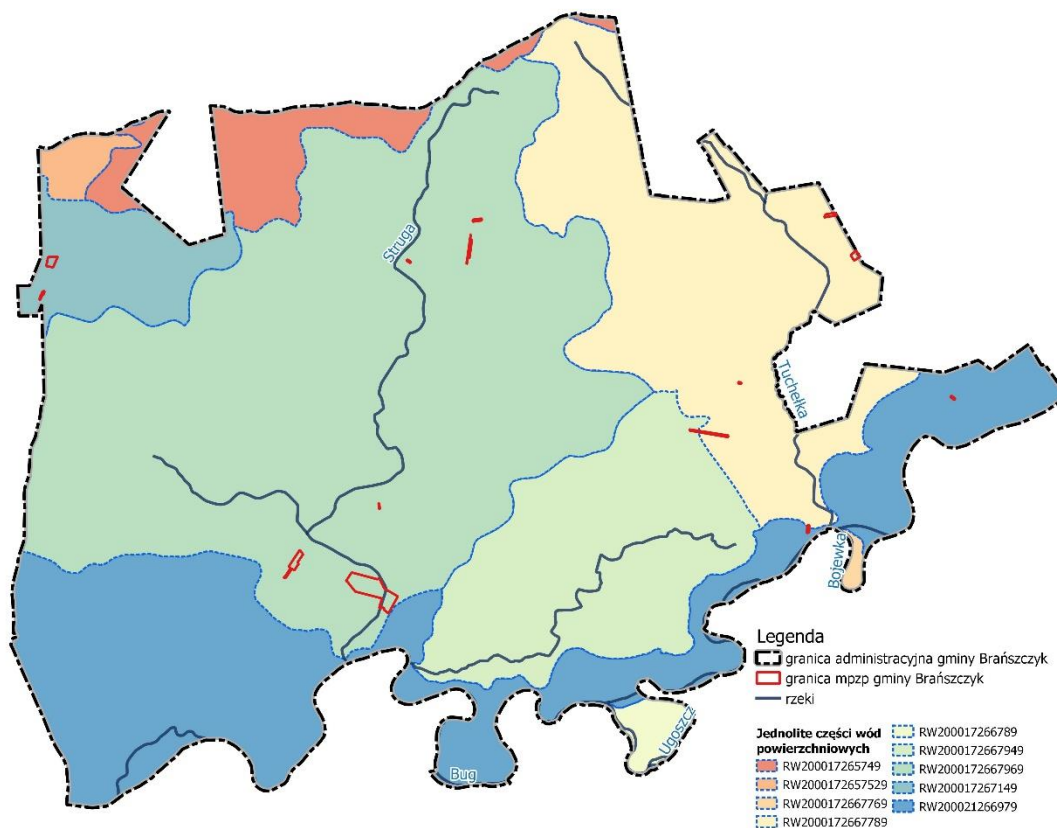 Struga
Tuchełka
Bojewka
Ugoszcz
Bug
Legenda
granica administracyjna gminy Brańszczyk
granica mpzp gminy Brańszczyk
rzeki
Jednolite części wód
powierzchniowych
RW200017265749
RW2000172657529
RW2000172667769
RW2000172667789
RW200017266789
RW2000172667949
RW2000172667969
RW200017267149
RW200021266979